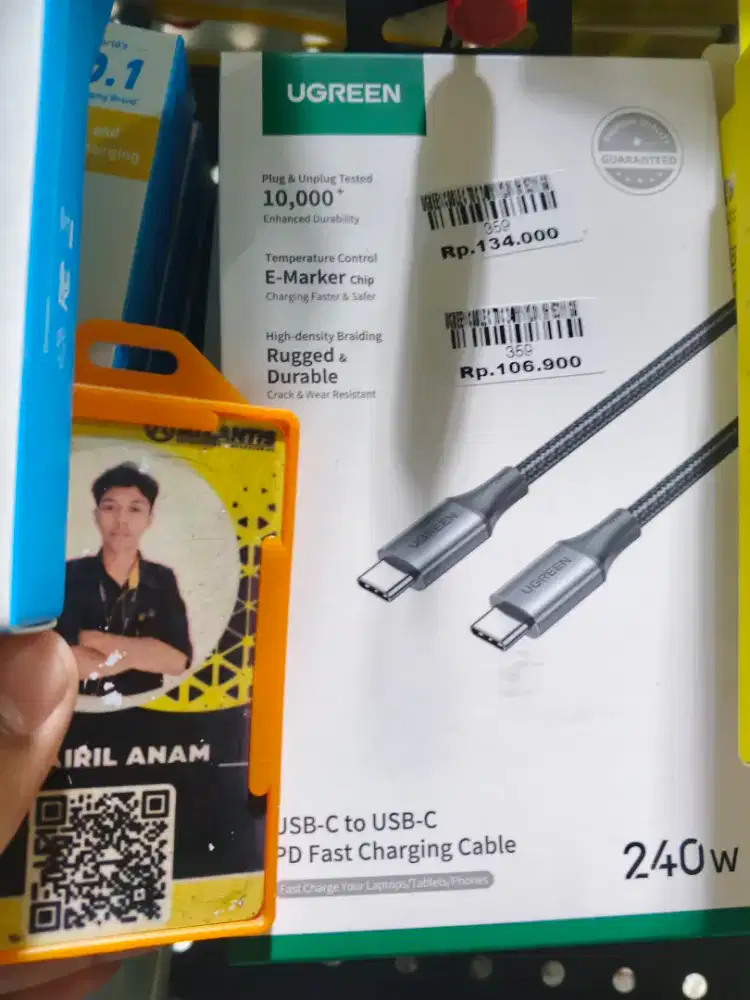 .1
and
UGREEN
Plug & Unplug Tested
10,000+
Enhanced Durability
Temperature Control
E-Marker Chip
Charging Faster & Safer
High-density Braiding
Rugged &
Durable
Crack & Wear Resistant
GUARANTEED
359
Rp.134.000
359
Rp.106.900
UGREEN
UGREEN
IRIL ANAM
USB-C to USB-C
PD Fast Charging Cable
Fast Charge Your Laptops/Tablets/Phones
240W